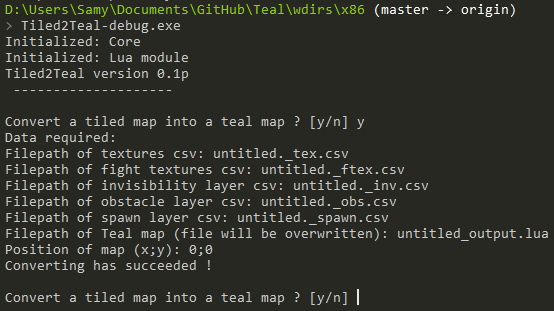 D:\Users\Samy\Documents\GitHub\Teal\wdirs\x86 (master -> origin)
> Tiled2Teal-debug.exe
Initialized: Core
Initialized: Lua module
Tiled2Teal version 0.1p
---------------------
Convert a tiled map into a teal map ? [y/n] y
Data required:
Filepath of textures csv: untitled._tex.csv
Filepath of fight textures csv: untitled._ftex.csv
Filepath of invisibility layer csv: untitled._inv.csv
Filepath of obstacle layer csv: untitled._obs.csv
Filepath of spawn layer csv: untitled._spawn.csv
Filepath of Teal map (file will be overwritten): untitled_output.lua
Position of map (x;y): 0;0
Converting has succeeded !
Convert a tiled map into a teal map ? [y/n]